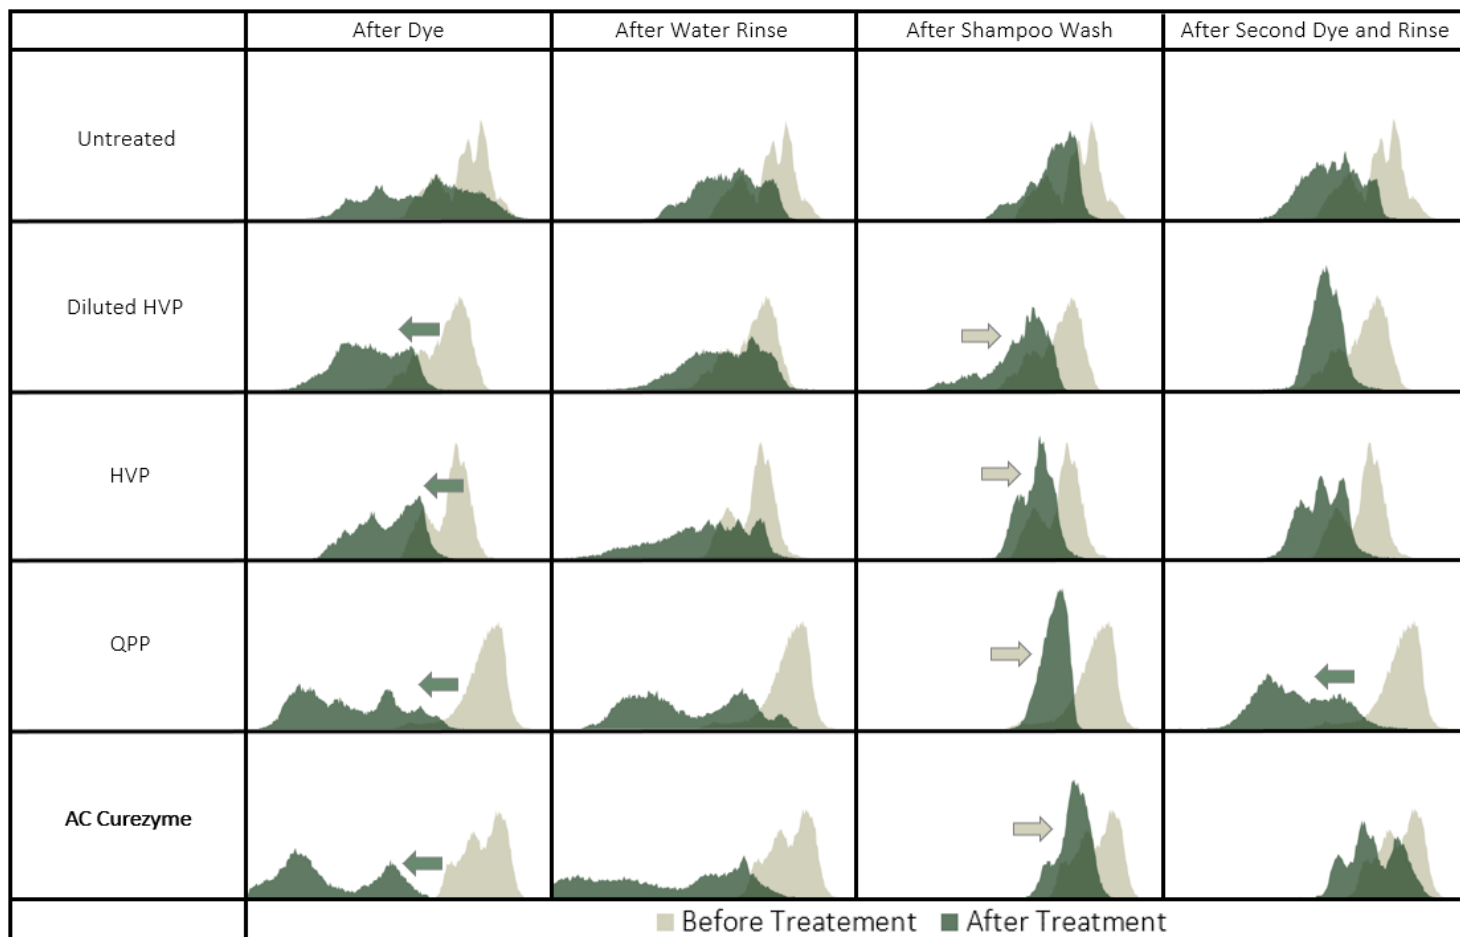 After Dye
After Water Rinse
After Shampoo Wash
After Second Dye and Rinse
Untreated
Diluted HVP
HVP
QPP
AC Curezyme
Before Treatement
After Treatment